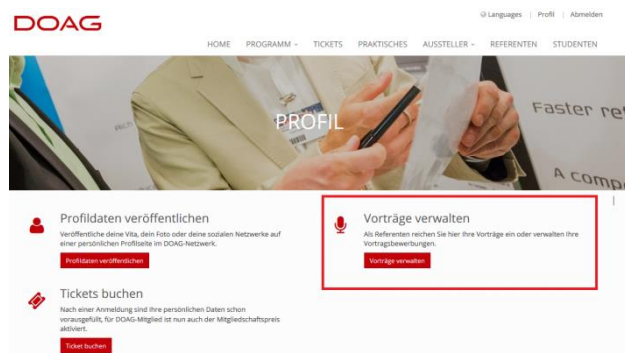 DOAG
Languages | Profil | Abmelden
HOME PROGRAMM TICKETS PRAKTISCHES AUSSTELLER REFERENTEN STUDENTEN
Faster re
PROFIL
A comp
Profildaten veröffentlichen
Veröffentliche deine Vita, dein Foto oder deine sozialen Netzwerke auf
einer persönlichen Profilseite im DOAG-Netzwerk.
Profildaten veröffentlichen
Vorträge verwalten
Als Referenten reichen Sie hier Ihre Vorträge ein oder verwalten Ihre
Vortragsbewerbungen.
Vorträge verwalten
Tickets buchen
Nach einer Anmeldung sind Ihre persönlichen Daten schon
vorausgefüllt, für DOAG-Mitglied ist nun auch der Mitgliedschaftspreis
aktiviert.
Ticket buchen